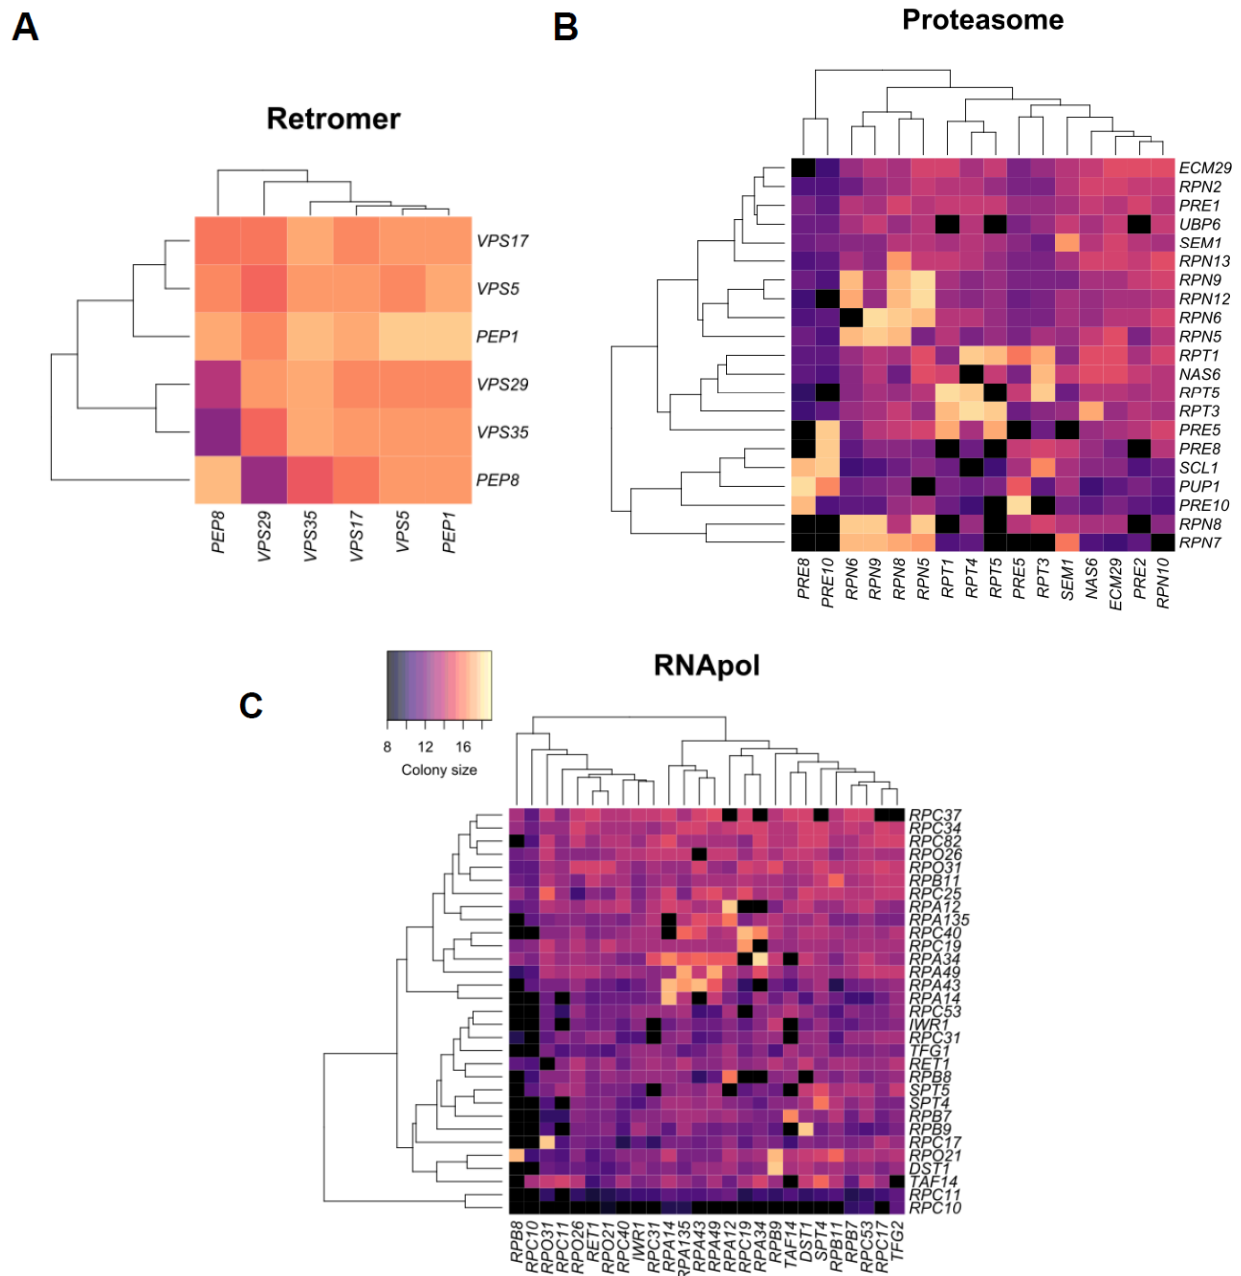 A
Retromer
VPS17
VPS5
PEP1
VPS29
VPS35
PEP8
PEP8
VPS29
VPS35
VPS17
VPS5
PEP1
B
Proteasome
ECM29
RPN2
PRE1
UBP6
SEM1
RPN13
RPN9
RPN12
RPN6
RPN5
RPT1
NAS6
RPT5
RPT3
PRE5
PRE8
SCL1
PUP1
PRE10
RPN8
RPN7
PRE8
PRE10
RPN6
RPN9
RPN8
RPN5
RPT1
RPT4
RPT5
PRE5
RPT3
SEM1
NAS6
ECM29
PRE2
RPN10
C
8 12 16
Colony size
RNApol
RPC37
RPC34
RPC82
RPO26
RPO31
RPB11
RPC25
RPA12
RPA135
RPC40
RPC19
RPA34
RPA49
RPA43
RPA14
RPC53
IWR1
RPC31
TFG1
RET1
RPB8
SPT5
SPT4
RPB7
RPB9
RPC17
RPO21
DST1
TAF14
RPC11
RPC10
RPB8
RPC10
RPO31
RPC11
RPO26
RET1
RPO21
RPC40
IWR1
RPC31
RPA14
RPA135
RPA43
RPA49
RPA12
RPC19
RPA34
RPB9
TAF14
DST1
SPT4
RPB11
RPB7
RPC53
RPC17
TFG2